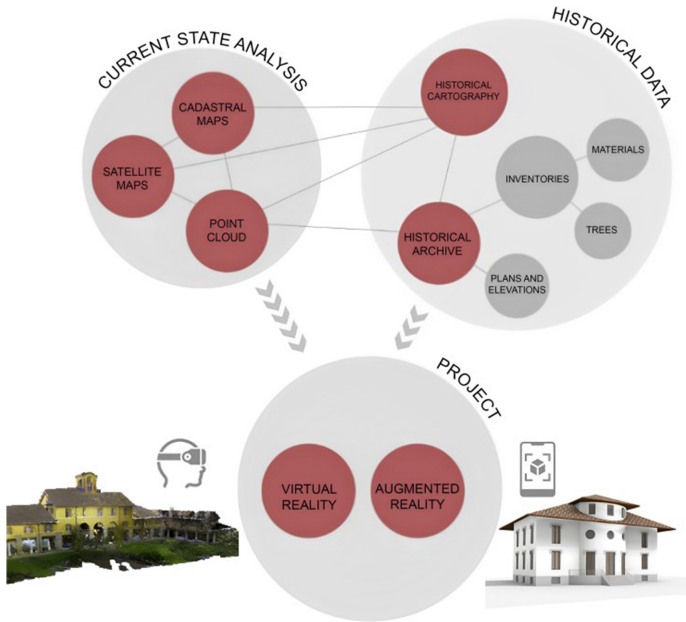 CURRENT STATE ANALYSIS
CADASTRAL
MAPS
SATELLITE
MAPS
POINT
CLOUD
HISTORICAL DATA
HISTORICAL
CARTOGRAPHY
INVENTORIES
MATERIALS
TREES
HISTORICAL
ARCHIVE
PLANS AND
ELEVATIONS
PROJECT
VIRTUAL
REALITY
AUGMENTED
REALITY